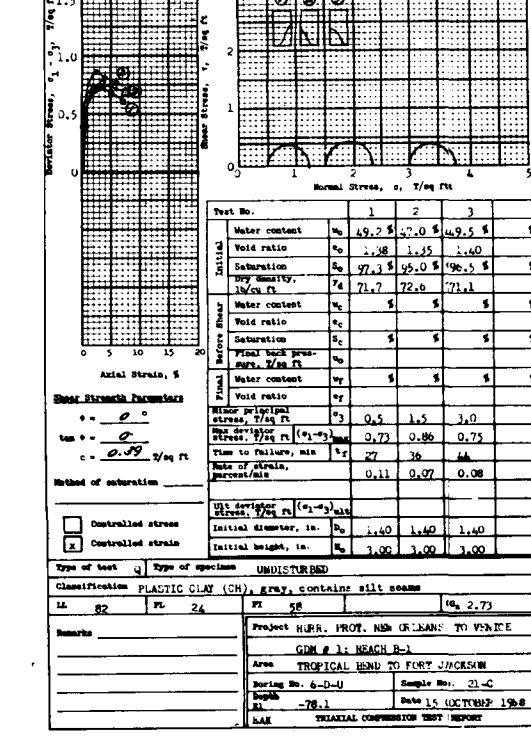 Deviator Stress, σ1 - σ3, T/sq ft
1.5
1.0
0.5
0
Shear Stress, τ, T/sq ft
2
1
0
0 1 2 3 4 5
Normal Stress, σ, T/sq ft
0 5 10 15 20
Axial Strain, %
Shear Strength Parameters
φ = 0 °
tan φ = 0
c = 0.39 T/sq ft
Method of saturation
Controlled stress
x Controlled strain
Test No. 1 2 3
Initial
Water content w₀ 49.2 % 47.0 % 49.5 %
Void ratio e₀ 1.38 1.35 1.40
Saturation S₀ 97.3 % 95.0 % 96.5 %
Dry density, lb/cu ft γd 71.7 72.6 71.1
Before Shear
Water content wc % % %
Void ratio ec
Saturation Sc % % %
Final back pressure, T/sq ft u₀
Final
Water content wf % % %
Void ratio ef
Minor principal stress, T/sq ft σ3 0.5 1.5 3.0
Max deviator stress, T/sq ft (σ1-σ3)max 0.73 0.86 0.75
Time to failure, min tf 27 36 44
Rate of strain, percent/min 0.11 0.07 0.08
Ult deviator stress, T/sq ft (σ1-σ3)ult
Initial diameter, in. D₀ 1.40 1.40 1.40
Initial height, in. H₀ 3.00 3.00 3.00
Type of test Q Type of specimen UNDISTURBED
Classification PLASTIC CLAY (CH), gray, contains silt seams
LL 82 PL 24 PI 58 Gs 2.73
Remarks
Project HURR. PROT. NEW ORLEANS TO VENICE
GDM # 1: REACH B-1
Area TROPICAL BEND TO FORT JACKSON
Boring No. 6-D-U Sample No. 21-C
Depth El -78.1 Date 15 OCTOBER 1968
TRIAXIAL COMPRESSION TEST REPORT